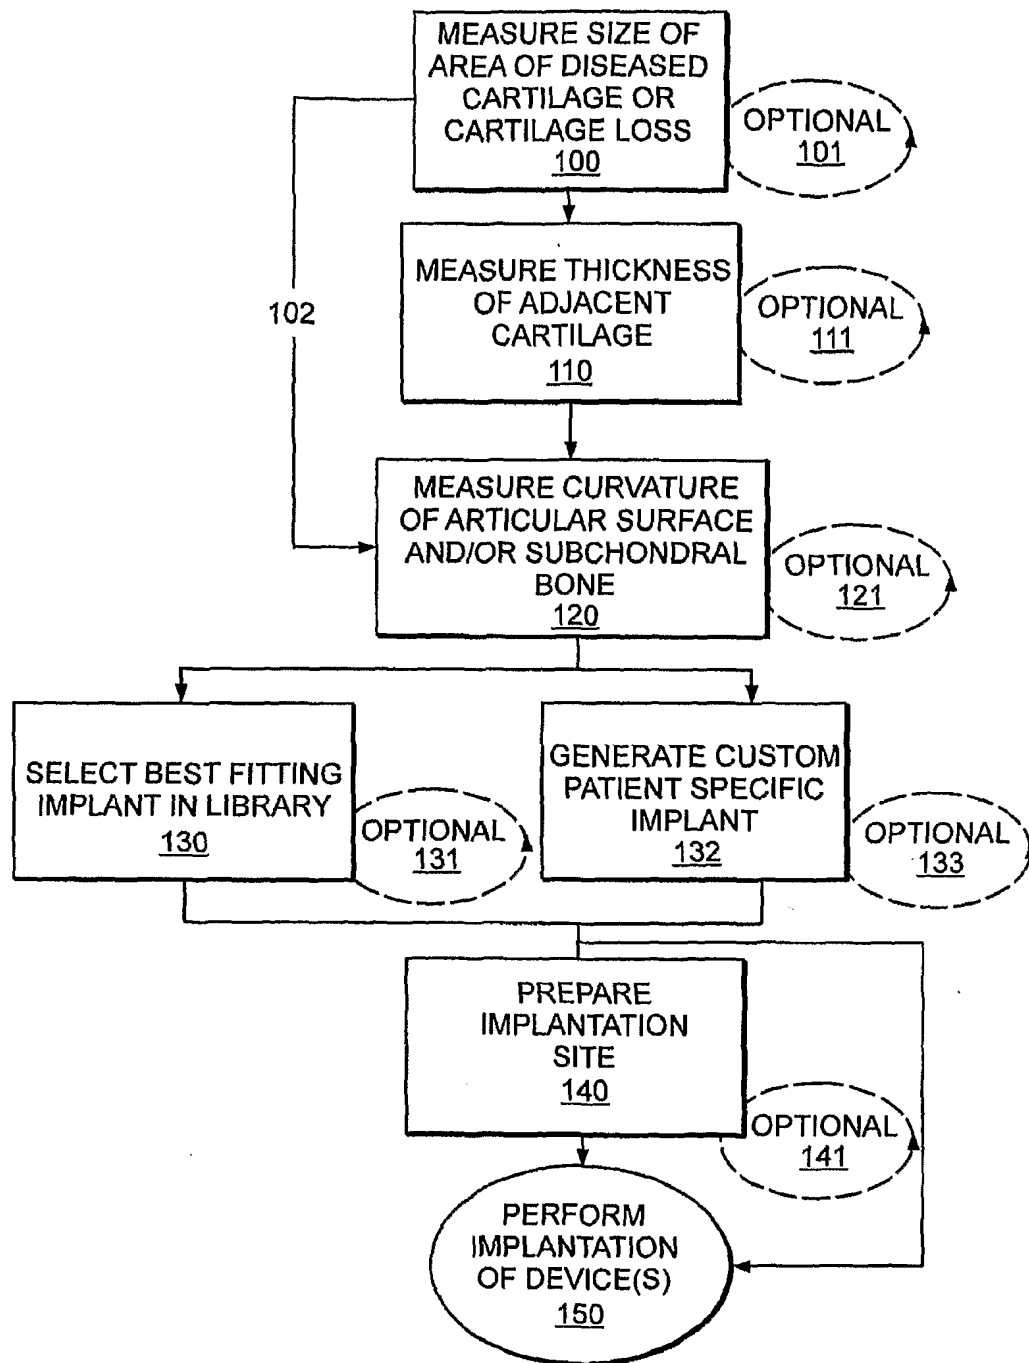 MEASURE SIZE OF
AREA OF DISEASED
CARTILAGE OR
CARTILAGE LOSS
100
OPTIONAL
101
102
MEASURE THICKNESS
OF ADJACENT
CARTILAGE
110
OPTIONAL
111
MEASURE CURVATURE
OF ARTICULAR SURFACE
AND/OR SUBCHONDRAL
BONE
120
OPTIONAL
121
SELECT BEST FITTING
IMPLANT IN LIBRARY
130
OPTIONAL
131
GENERATE CUSTOM
PATIENT SPECIFIC
IMPLANT
132
OPTIONAL
133
PREPARE
IMPLANTATION
SITE
140
OPTIONAL
141
PERFORM
IMPLANTATION
OF DEVICE(S)
150